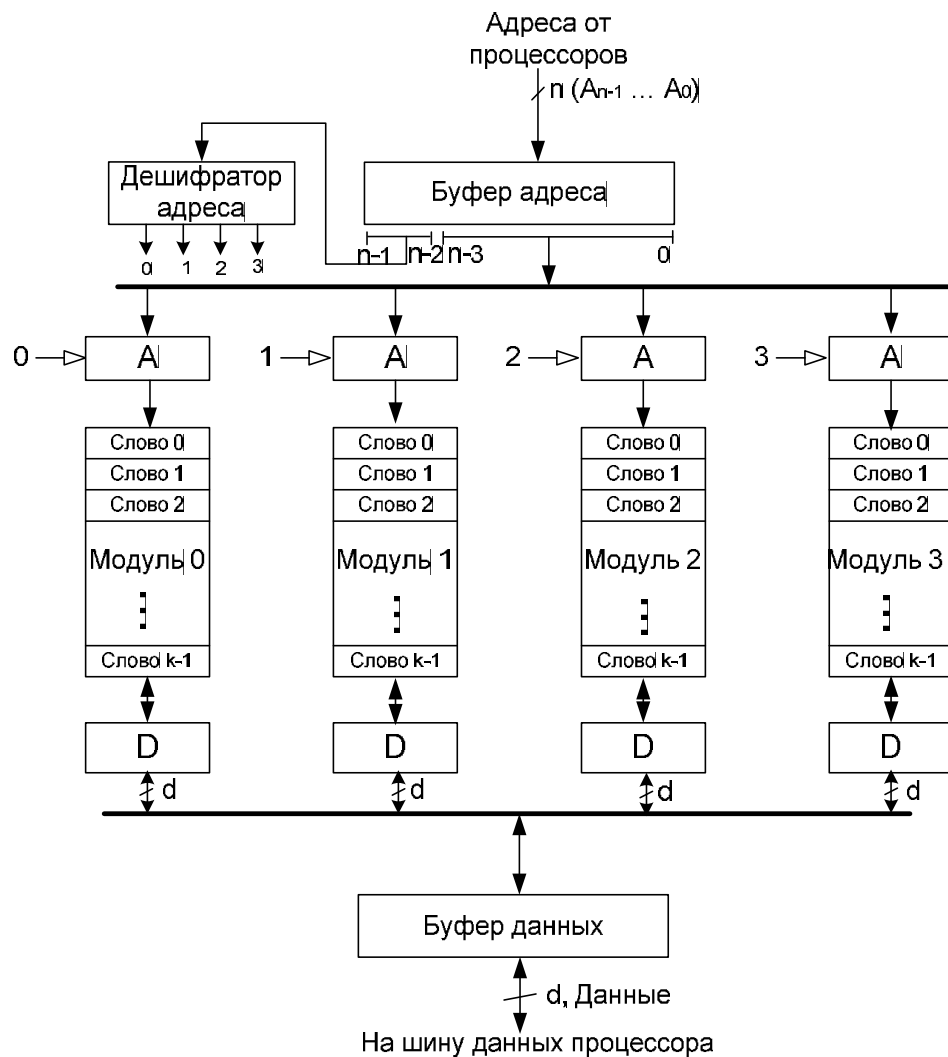 Адреса от
процессоров
n (An-1 ... A0)
Дешифратор
адреса
Буфер адреса
n-1 n-2 n-3 0
0 1 2 3
0 A 1 A 2 A 3 A
Слово 0 Слово 0 Слово 0 Слово 0
Слово 1 Слово 1 Слово 1 Слово 1
Слово 2 Слово 2 Слово 2 Слово 2
Модуль 0 Модуль 1 Модуль 2 Модуль 3
Слово k-1 Слово k-1 Слово k-1 Слово k-1
D D D D
d d d d
Буфер данных
d, Данные
На шину данных процессора